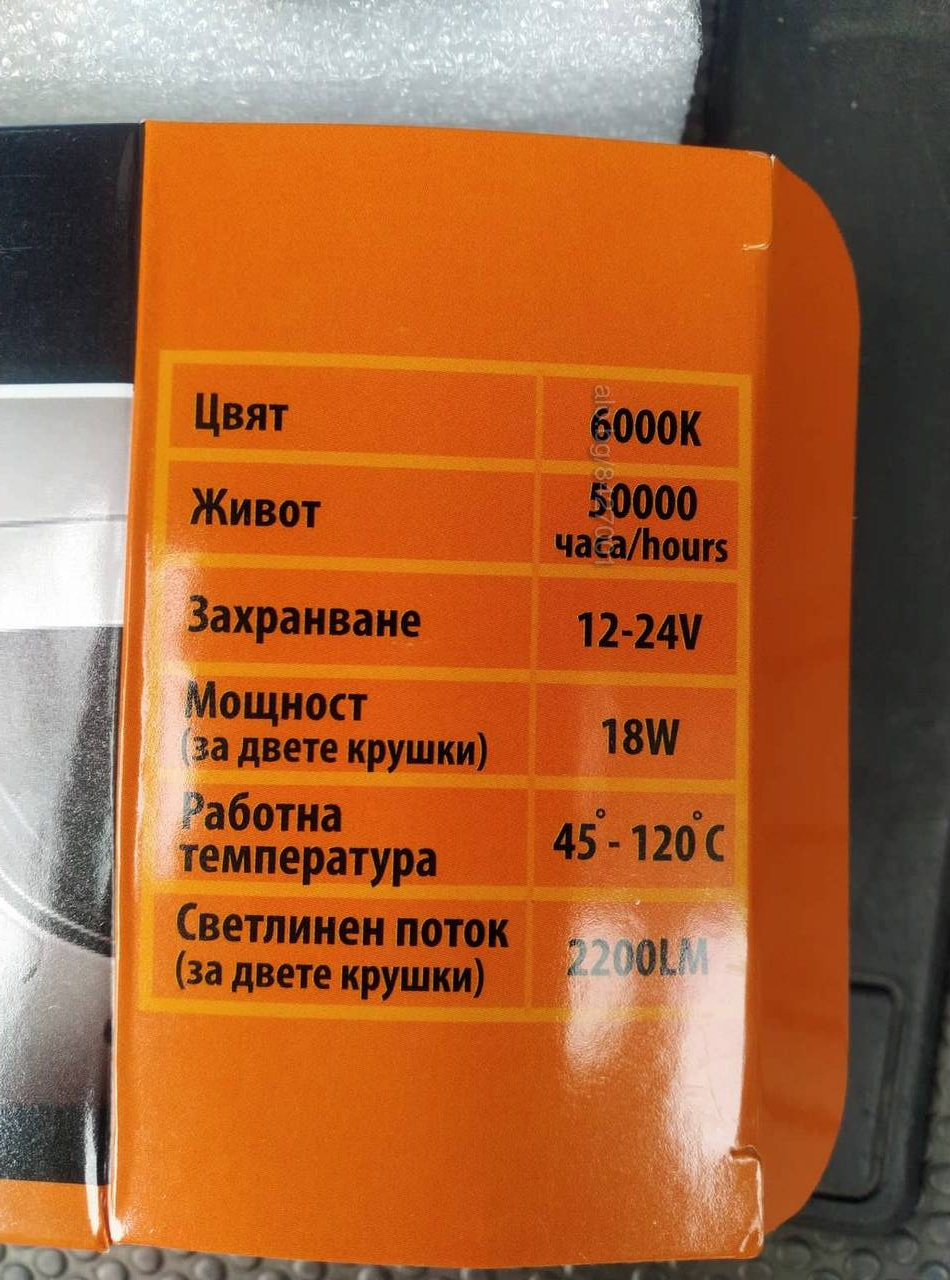 Цвят
6000K
Живот
50000
часа/hours
Захранване
12-24V
Мощност
(за двете крушки)
18W
Работна
температура
45° - 120°C
Светлинен поток
(за двете крушки)
2200LM